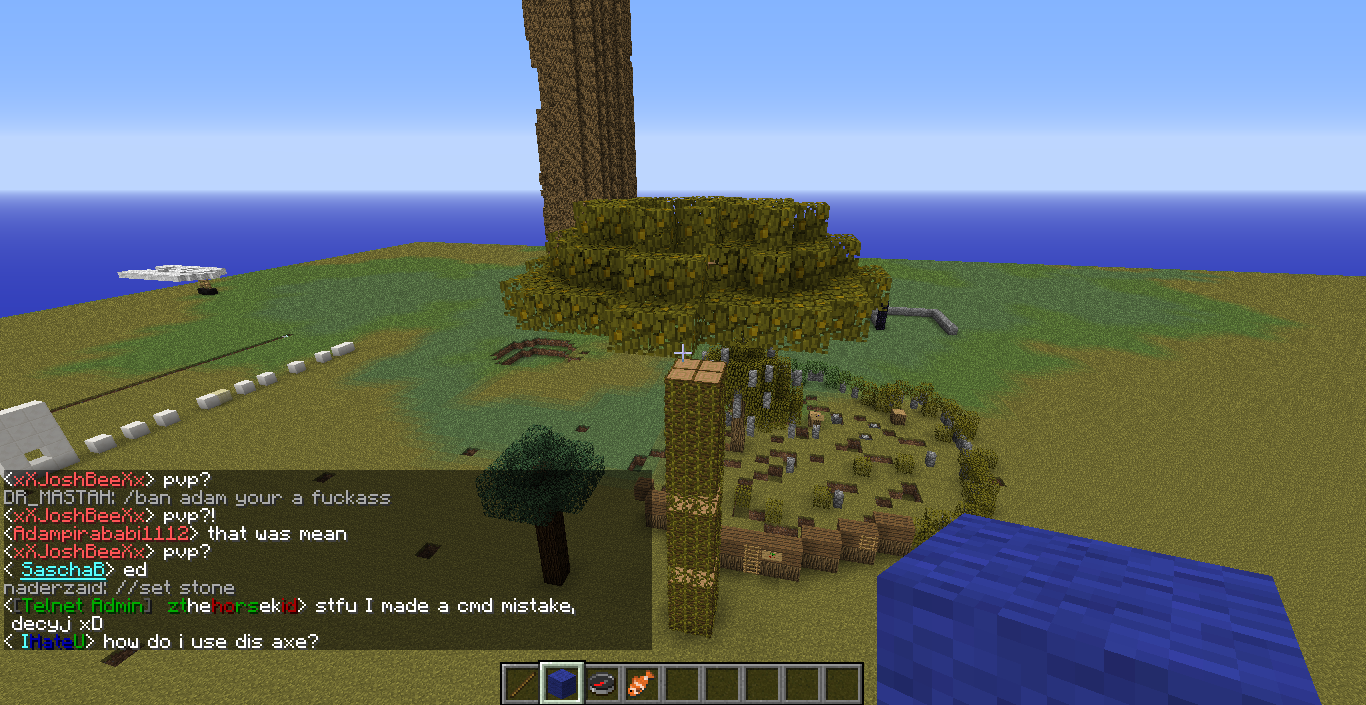 <xXJoshBeeXx> pvp?
DR_MASTAH: /ban adam your a fuckass
<xXJoshBeeXx> pvp?!
<Adampirababi1112> that was mean
<xXJoshBeeXx> pvp?
< SaschaB> ed
naderzaid: //set stone
<[Telnet Admin] zthehorsekid> stfu I made a cmd mistake,
decyj xD
< IHateU> how do i use dis axe?